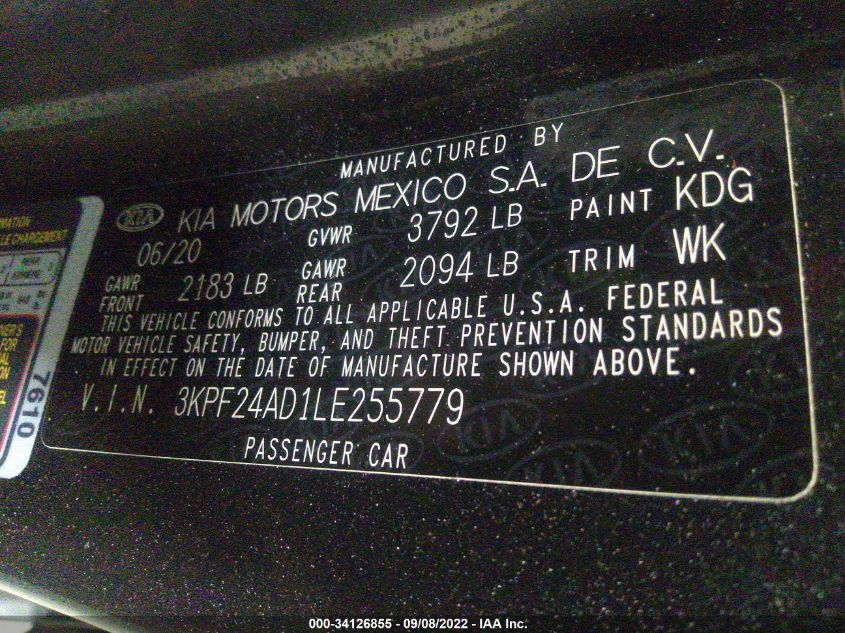 MANUFACTURED BY
KIA KIA MOTORS MEXICO S.A. DE C.V.
06/20 GVWR 3792 LB PAINT KDG
GAWR FRONT 2183 LB GAWR REAR 2094 LB TRIM WK
THIS VEHICLE CONFORMS TO ALL APPLICABLE U.S.A. FEDERAL
MOTOR VEHICLE SAFETY, BUMPER, AND THEFT PREVENTION STANDARDS
IN EFFECT ON THE DATE OF MANUFACTURE SHOWN ABOVE.
V.I.N. 3KPF24AD1LE255779
PASSENGER CAR
7610
000-34126855 - 09/08/2022 - IAA Inc.